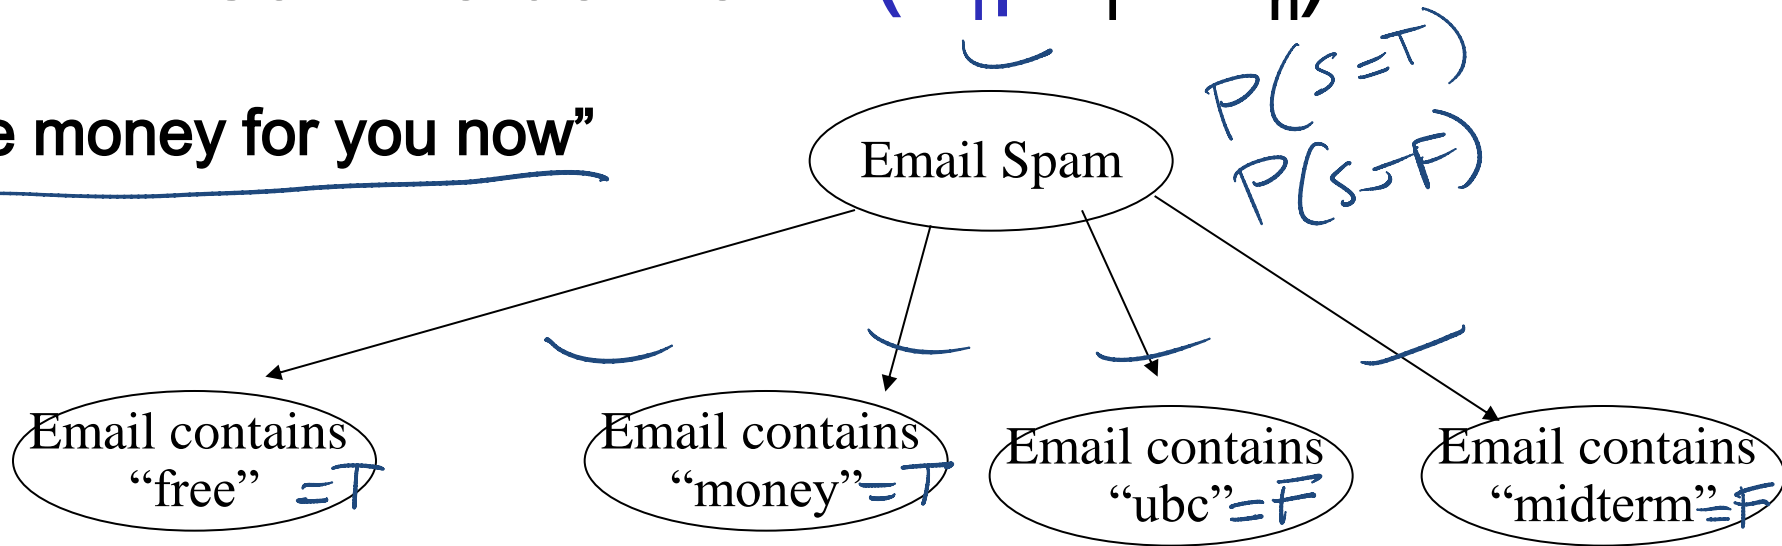 P(S=T)
e money for you now”
Email Spam
P(S=F)
Email contains
“free” =T
Email contains
“money” =T
Email contains
“ubc” =F
Email contains
“midterm” =F